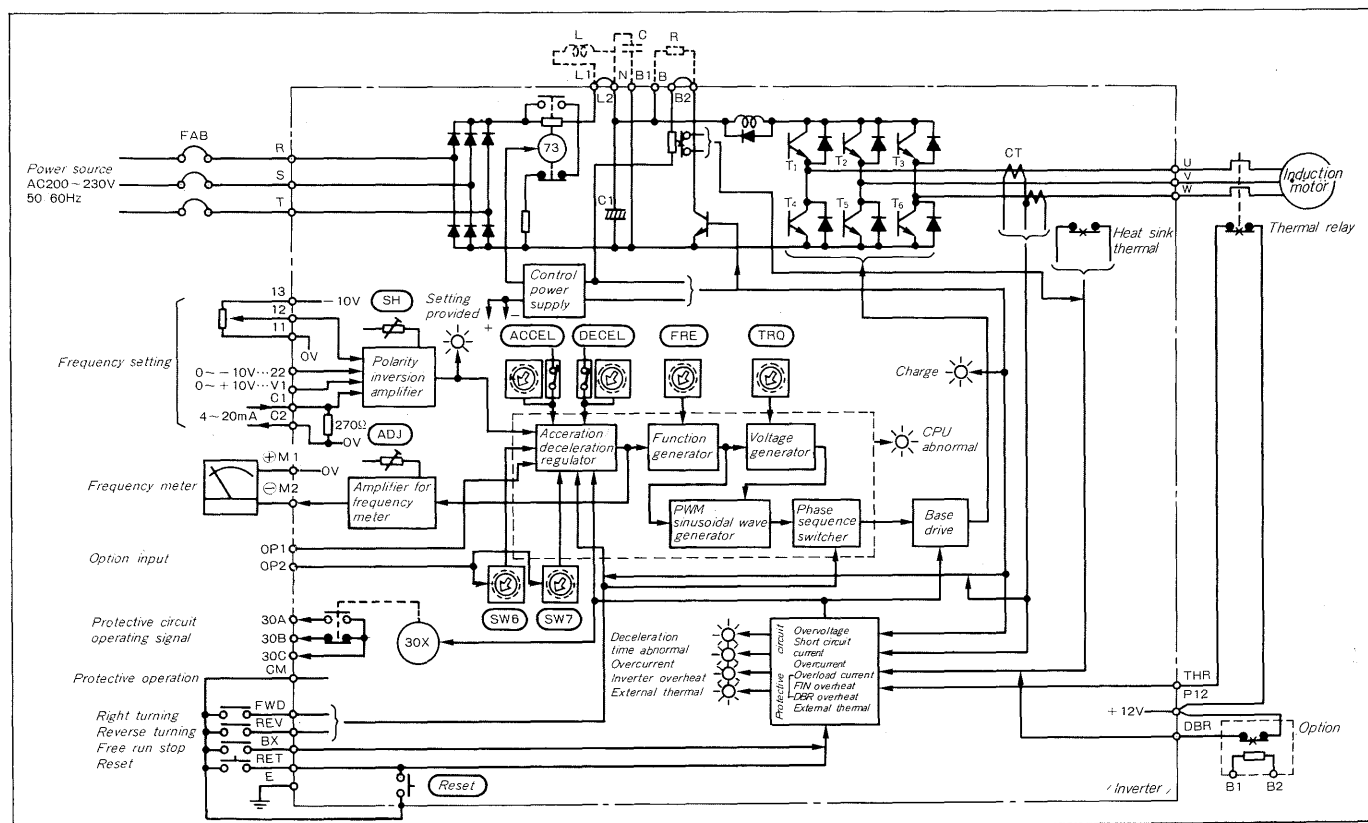 L
C
R
L1
N
B1
B
L2
B2
FAB
R
S
T
Power source
AC200~230V
50 60Hz
73
C1
T1
T2
T3
T4
T5
T6
CT
U
V
W
Induction
motor
Heat sink
thermal
Thermal relay
Control
power
supply
+
−
13
−10V
12
11
0V
SH
Setting
provided
ACCEL
DECEL
FRE
TRQ
Frequency setting
0~−10V…22
0~+10V…V1
C1
4~20mA
C2
270Ω
0V
Polarity
inversion
amplifier
ADJ
Charge
CPU
abnormal
Acceration
deceleration
regulator
Function
generator
Voltage
generator
⊕M1
0V
Frequency meter
⊖M2
Amplifier for
frequency
meter
PWM
sinusoidal wave
generator
Phase
sequence
switcher
Base
drive
Option input
OP1
OP2
SW6
SW7
Protective circuit
operating signal
30A
30B
30C
30X
CM
Protective operation
Deceleration
time abnormal
Overcurrent
Inverter overheat
External thermal
Protective circuit
Overvoltage
Short circuit
current
Overcurrent
Overload current
FIN overheat
DBR overheat
External thermal
THR
P12
+12V
DBR
Option
B1
B2
FWD
Right turning
REV
Reverse turning
BX
Free run stop
RET
Reset
E
Reset
Inverter